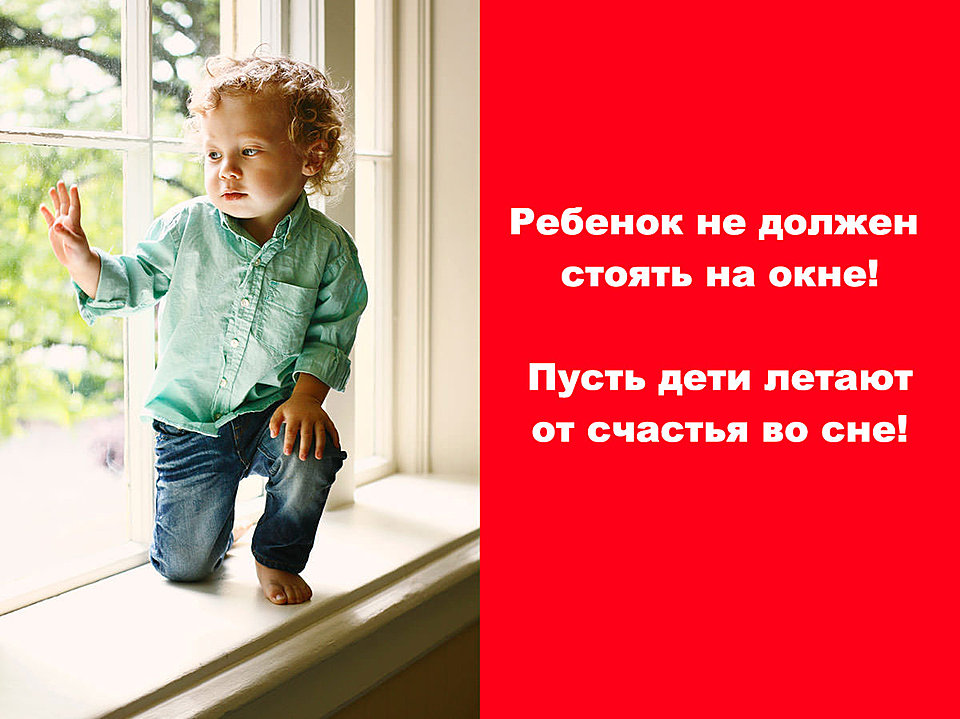 Ребенок не должен
стоять на окне!
Пусть дети летают
от счастья во сне!